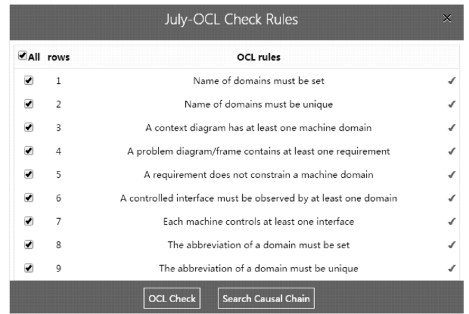 July-OCL Check Rules
All rows OCL rules
1 Name of domains must be set
2 Name of domains must be unique
3 A context diagram has at least one machine domain
4 A problem diagram/frame contains at least one requirement
5 A requirement does not constrain a machine domain
6 A controlled interface must be observed by at least one domain
7 Each machine controls at least one interface
8 The abbreviation of a domain must be set
9 The abbreviation of a domain must be unique
OCL Check Search Causal Chain